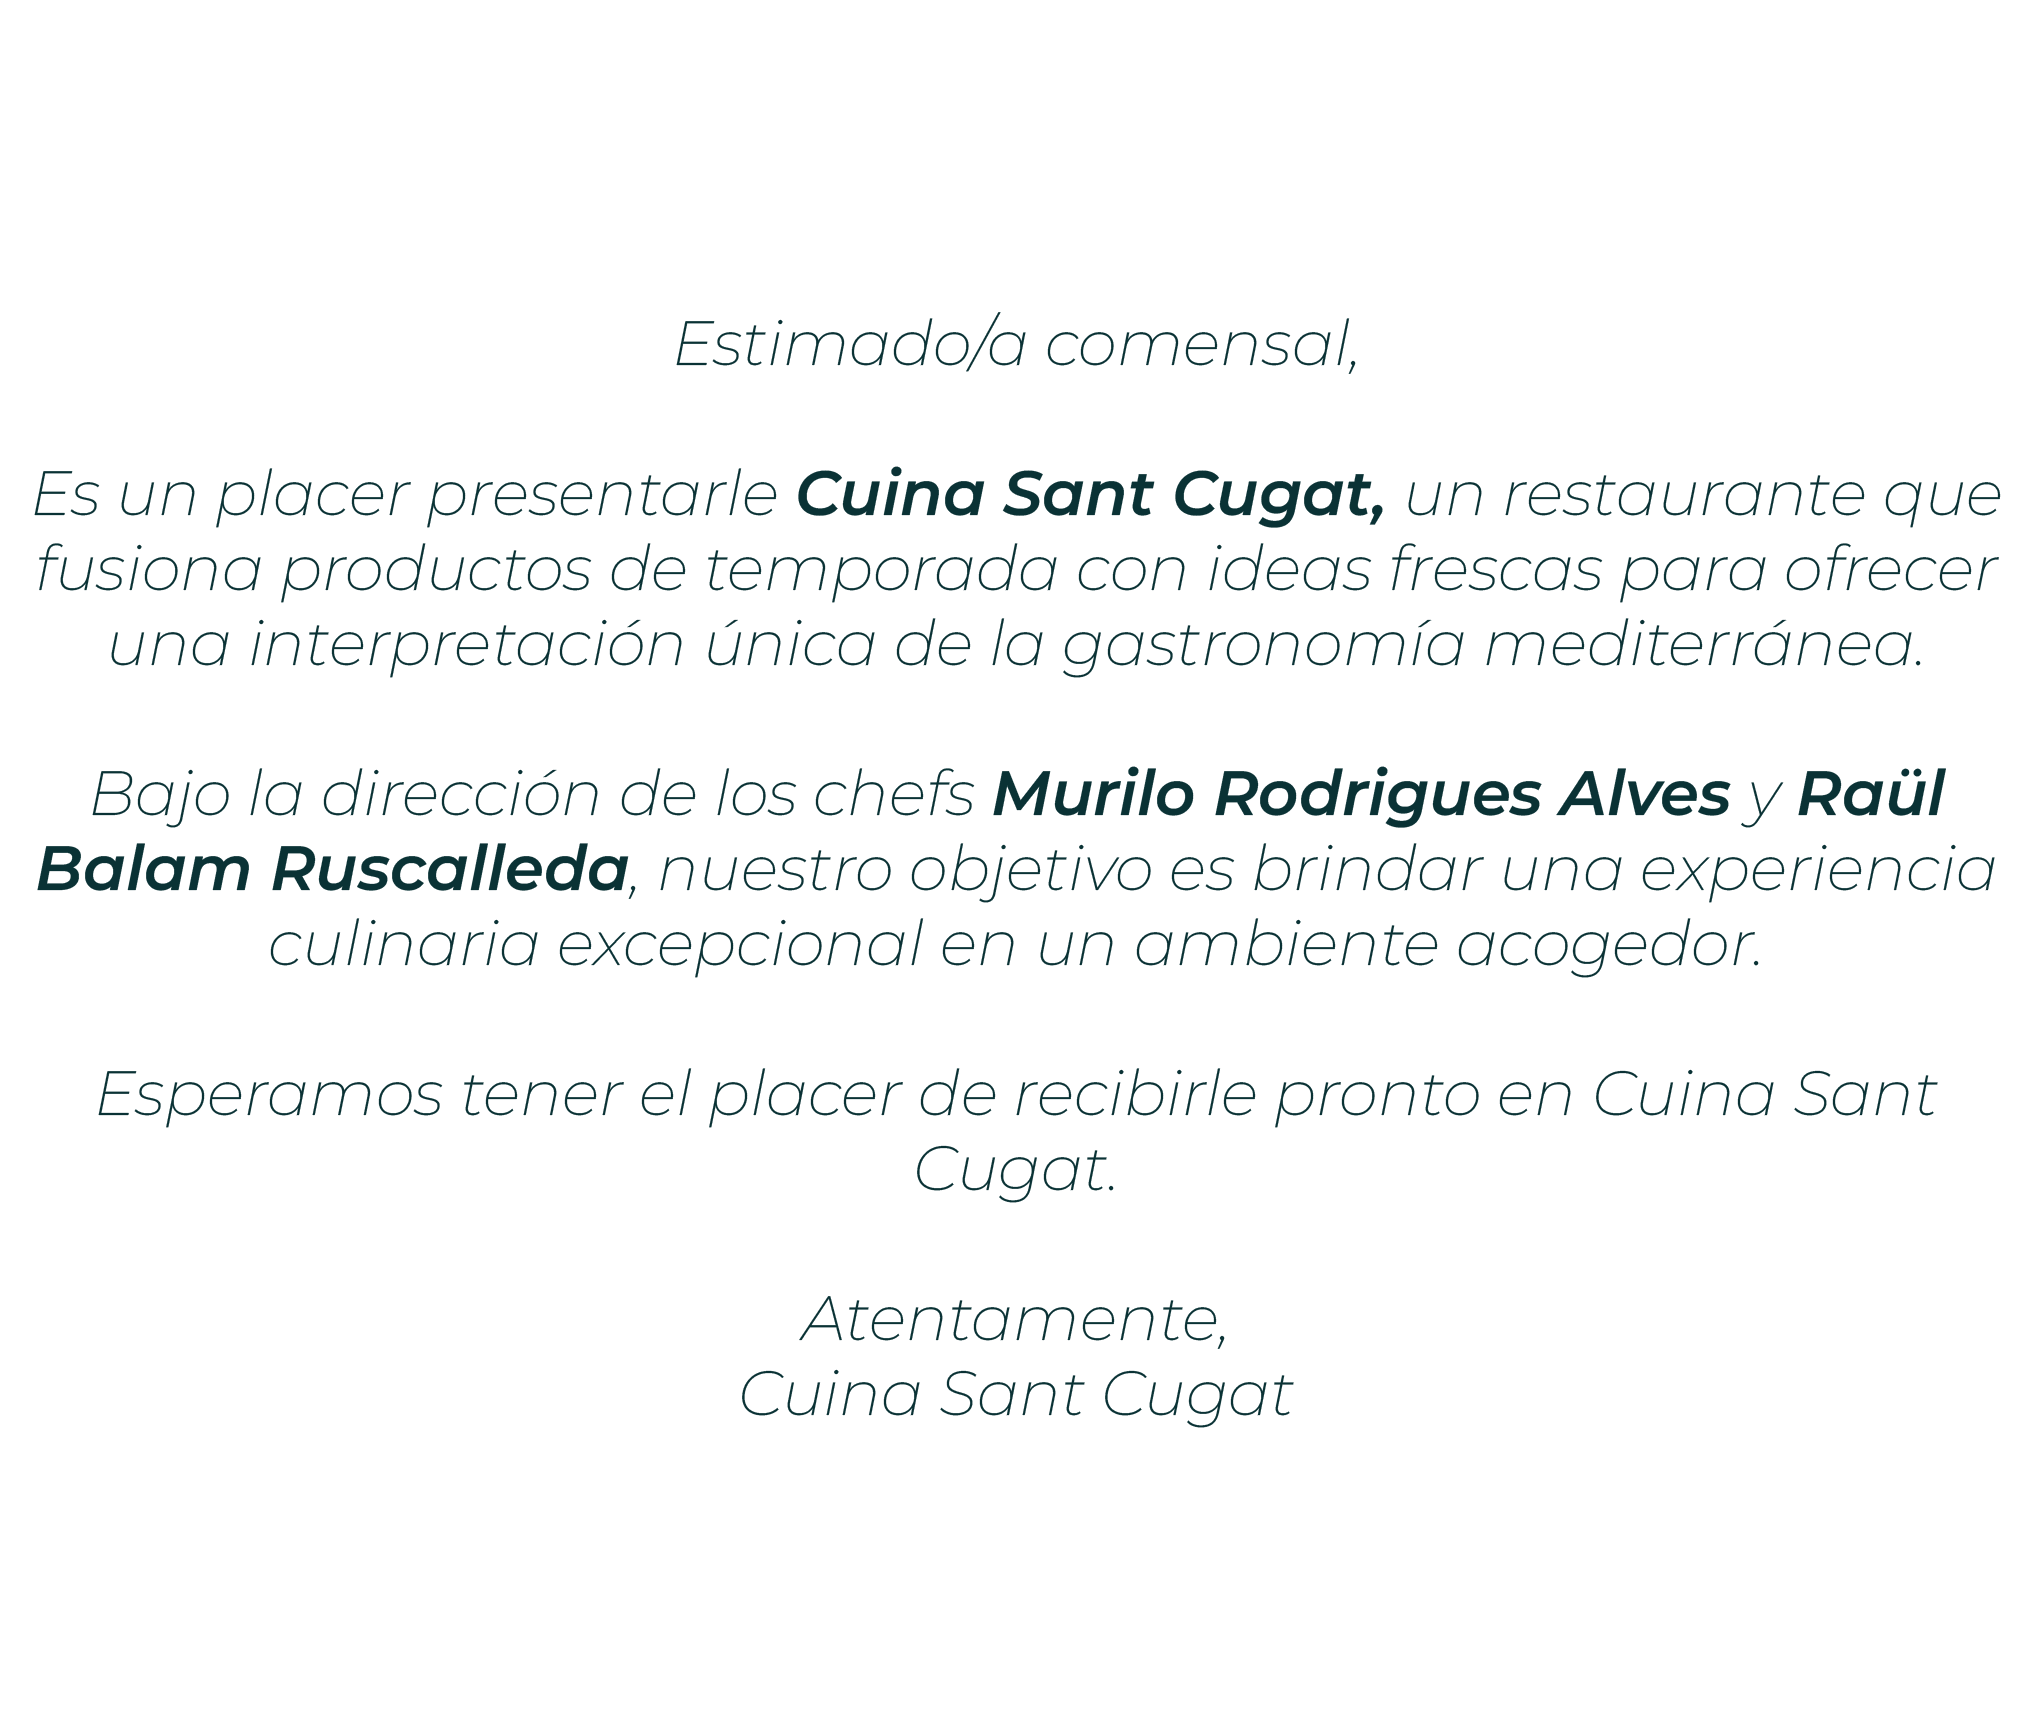 Estimado/a comensal,
Es un placer presentarle Cuina Sant Cugat, un restaurante que
fusiona productos de temporada con ideas frescas para ofrecer
una interpretación única de la gastronomía mediterránea.
Bajo la dirección de los chefs Murilo Rodrigues Alves y Raül
Balam Ruscalleda, nuestro objetivo es brindar una experiencia
culinaria excepcional en un ambiente acogedor.
Esperamos tener el placer de recibirle pronto en Cuina Sant
Cugat.
Atentamente,
Cuina Sant Cugat